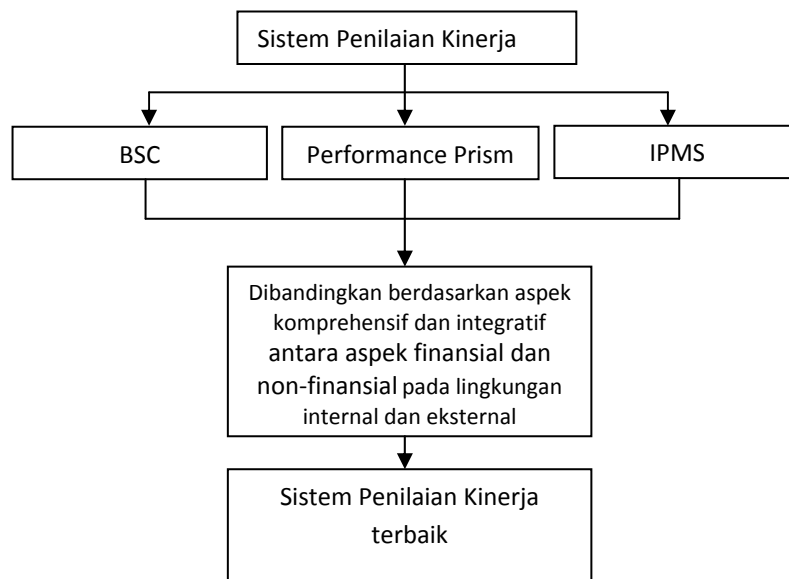 Sistem Penilaian Kinerja
BSC
Performance Prism
IPMS
Dibandingkan berdasarkan aspek
komprehensif dan integratif
antara aspek finansial dan
non-finansial pada lingkungan
internal dan eksternal
Sistem Penilaian Kinerja
terbaik